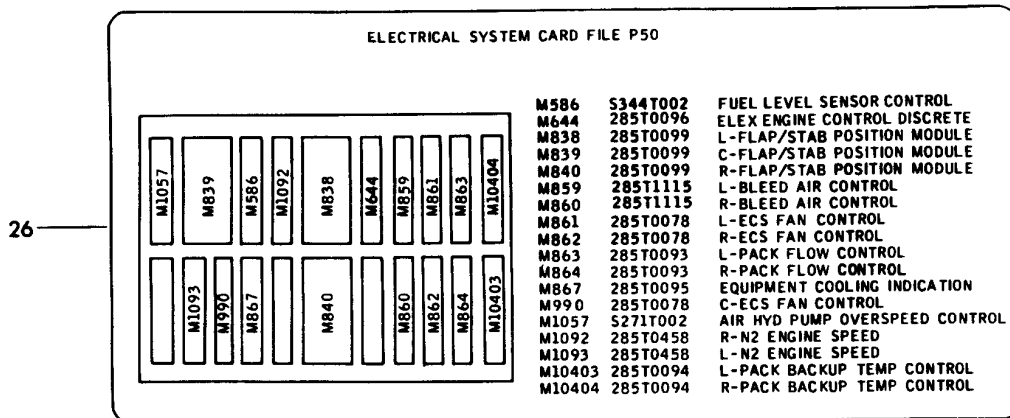 ELECTRICAL SYSTEM CARD FILE P50
26
M1057 M839 M586 M1092 M838 M644 M859 M861 M863 M10404
M1093 M990 M867 M840 M860 M862 M864 M10403
M586 S344T002 FUEL LEVEL SENSOR CONTROL
M644 285T0096 ELEX ENGINE CONTROL DISCRETE
M838 285T0099 L-FLAP/STAB POSITION MODULE
M839 285T0099 C-FLAP/STAB POSITION MODULE
M840 285T0099 R-FLAP/STAB POSITION MODULE
M859 285T1115 L-BLEED AIR CONTROL
M860 285T1115 R-BLEED AIR CONTROL
M861 285T0078 L-ECS FAN CONTROL
M862 285T0078 R-ECS FAN CONTROL
M863 285T0093 L-PACK FLOW CONTROL
M864 285T0093 R-PACK FLOW CONTROL
M867 285T0095 EQUIPMENT COOLING INDICATION
M990 285T0078 C-ECS FAN CONTROL
M1057 S271T002 AIR HYD PUMP OVERSPEED CONTROL
M1092 285T0458 R-N2 ENGINE SPEED
M1093 285T0458 L-N2 ENGINE SPEED
M10403 285T0094 L-PACK BACKUP TEMP CONTROL
M10404 285T0094 R-PACK BACKUP TEMP CONTROL